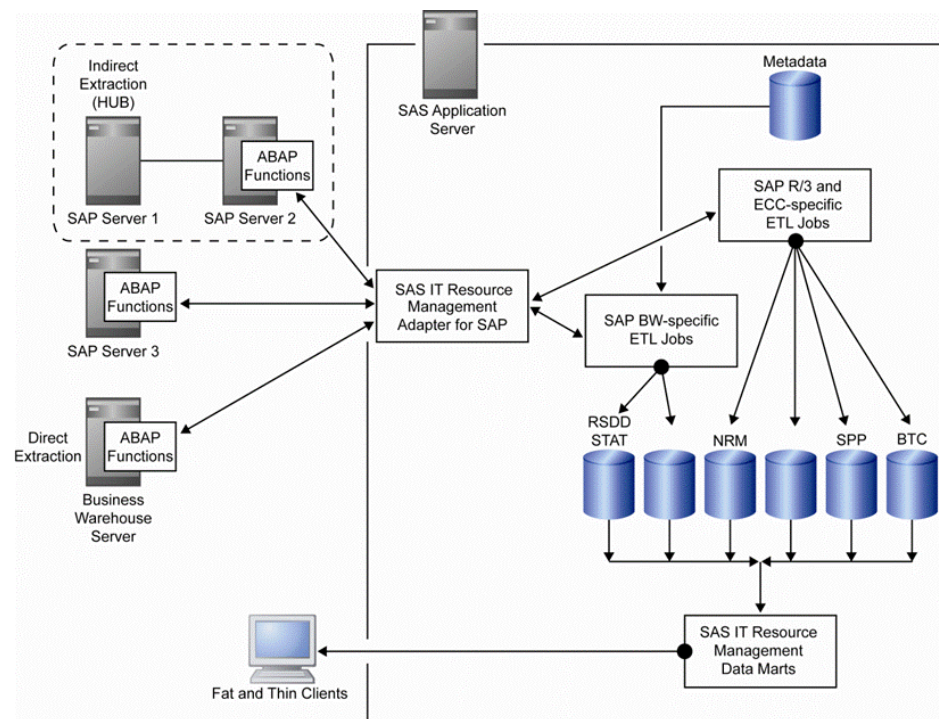 Indirect
Extraction
(HUB)
SAP Server 1
ABAP
Functions
SAP Server 2
SAS Application
Server
Metadata
SAP R/3 and
ECC-specific
ETL Jobs
ABAP
Functions
SAP Server 3
SAS IT Resource
Management
Adapter for SAP
SAP BW-specific
ETL Jobs
Direct
Extraction
ABAP
Functions
Business
Warehouse
Server
RSDD
STAT
NRM
SPP
BTC
SAS IT Resource
Management
Data Marts
Fat and Thin Clients